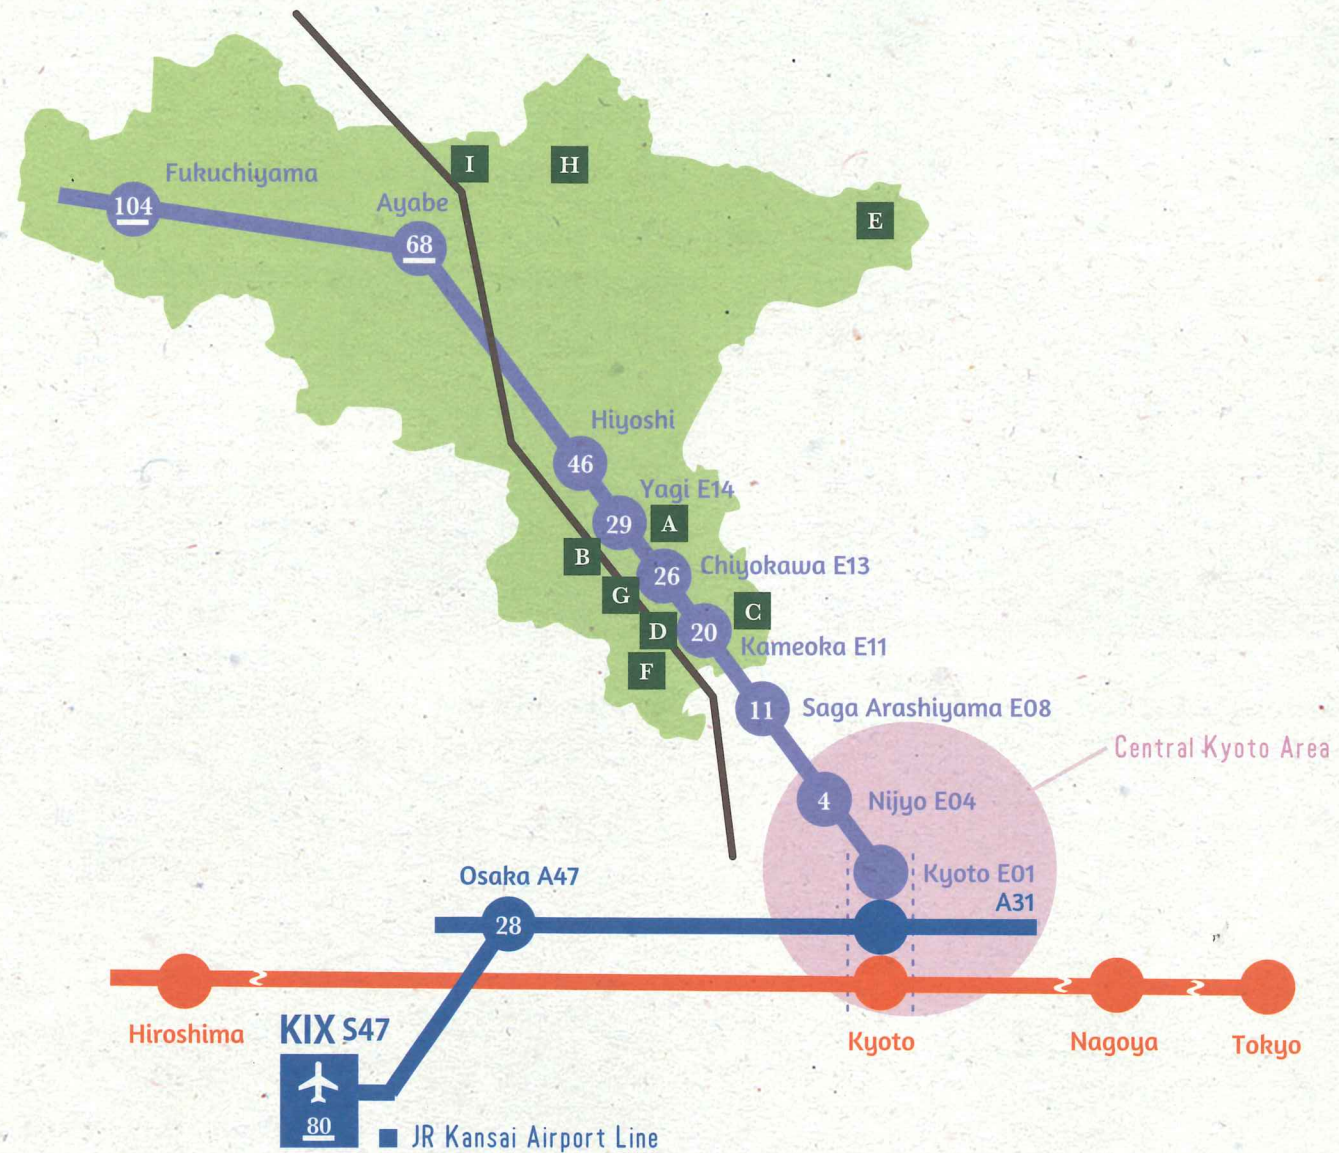 I
H
Fukuchiyama
104
Ayabe
E
68
Hiyoshi
46
Yagi E14
29
A
B
Chiyokawa E13
26
G
C
D
20
Kameoka E11
F
11
Saga Arashiyama E08
Central Kyoto Area
4
Nijyo E04
Kyoto E01
A31
Osaka A47
28
Hiroshima
KIX S47
Kyoto
Nagoya
Tokyo
80
JR Kansai Airport Line